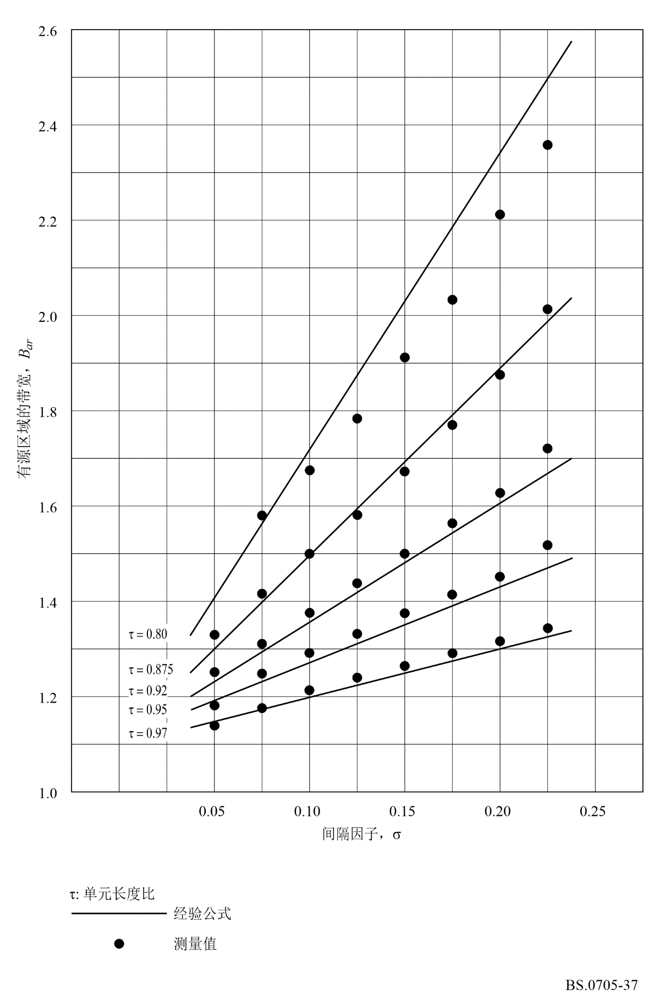 2.6
2.4
2.2
2.0
1.8
1.6
1.4
1.2
1.0
有源区域的带宽，Bar
τ = 0.80
τ = 0.875
τ = 0.92
τ = 0.95
τ = 0.97
0.05 0.10 0.15 0.20 0.25
间隔因子，σ
τ: 单元长度比
经验公式
测量值
BS.0705-37